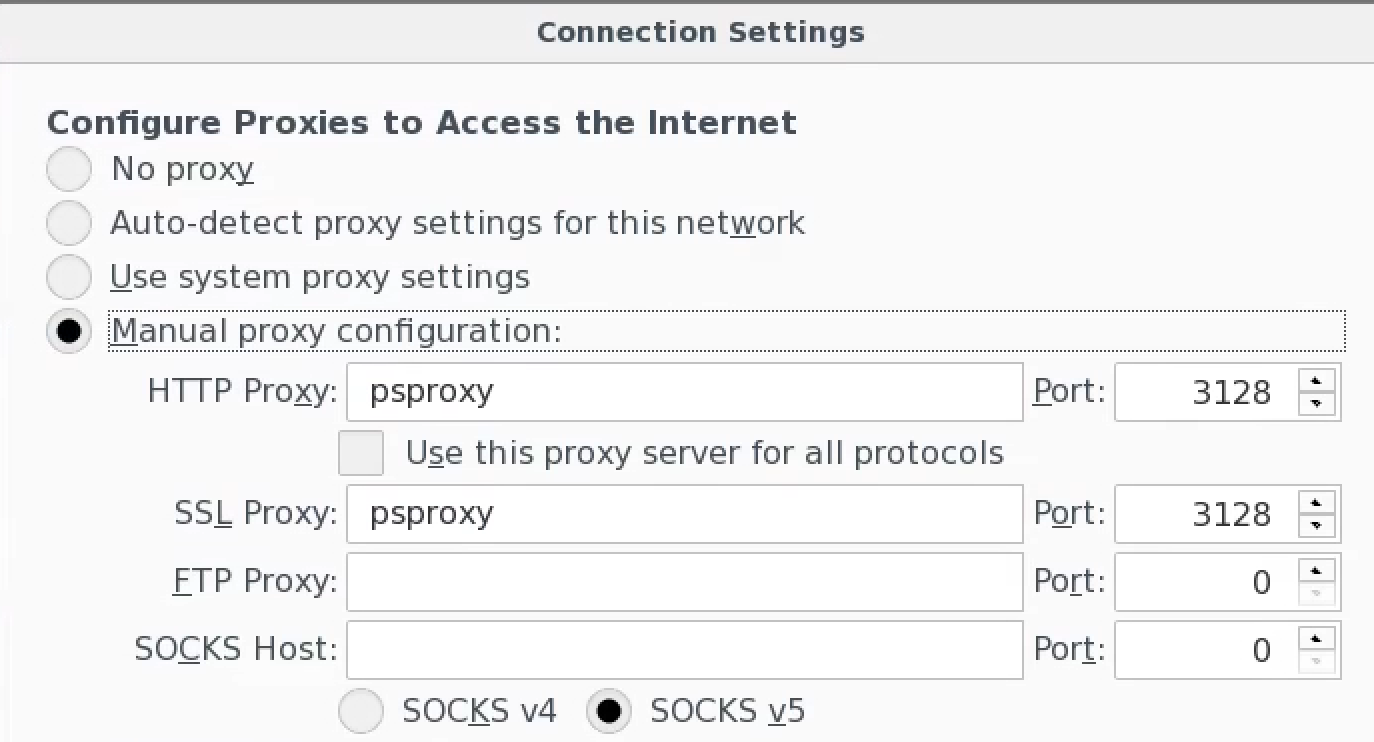 Connection Settings
Configure Proxies to Access the Internet
No proxy
Auto-detect proxy settings for this network
Use system proxy settings
Manual proxy configuration:
HTTP Proxy: psproxy Port: 3128
Use this proxy server for all protocols
SSL Proxy: psproxy Port: 3128
FTP Proxy: Port: 0
SOCKS Host: Port: 0
SOCKS v4 SOCKS v5